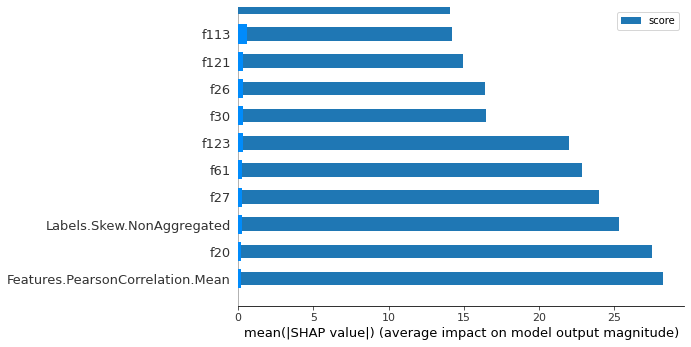 score
f113
f121
f26
f30
f123
f61
f27
Labels.Skew.NonAggregated
f20
Features.PearsonCorrelation.Mean
0 5 10 15 20 25
mean(|SHAP value|) (average impact on model output magnitude)